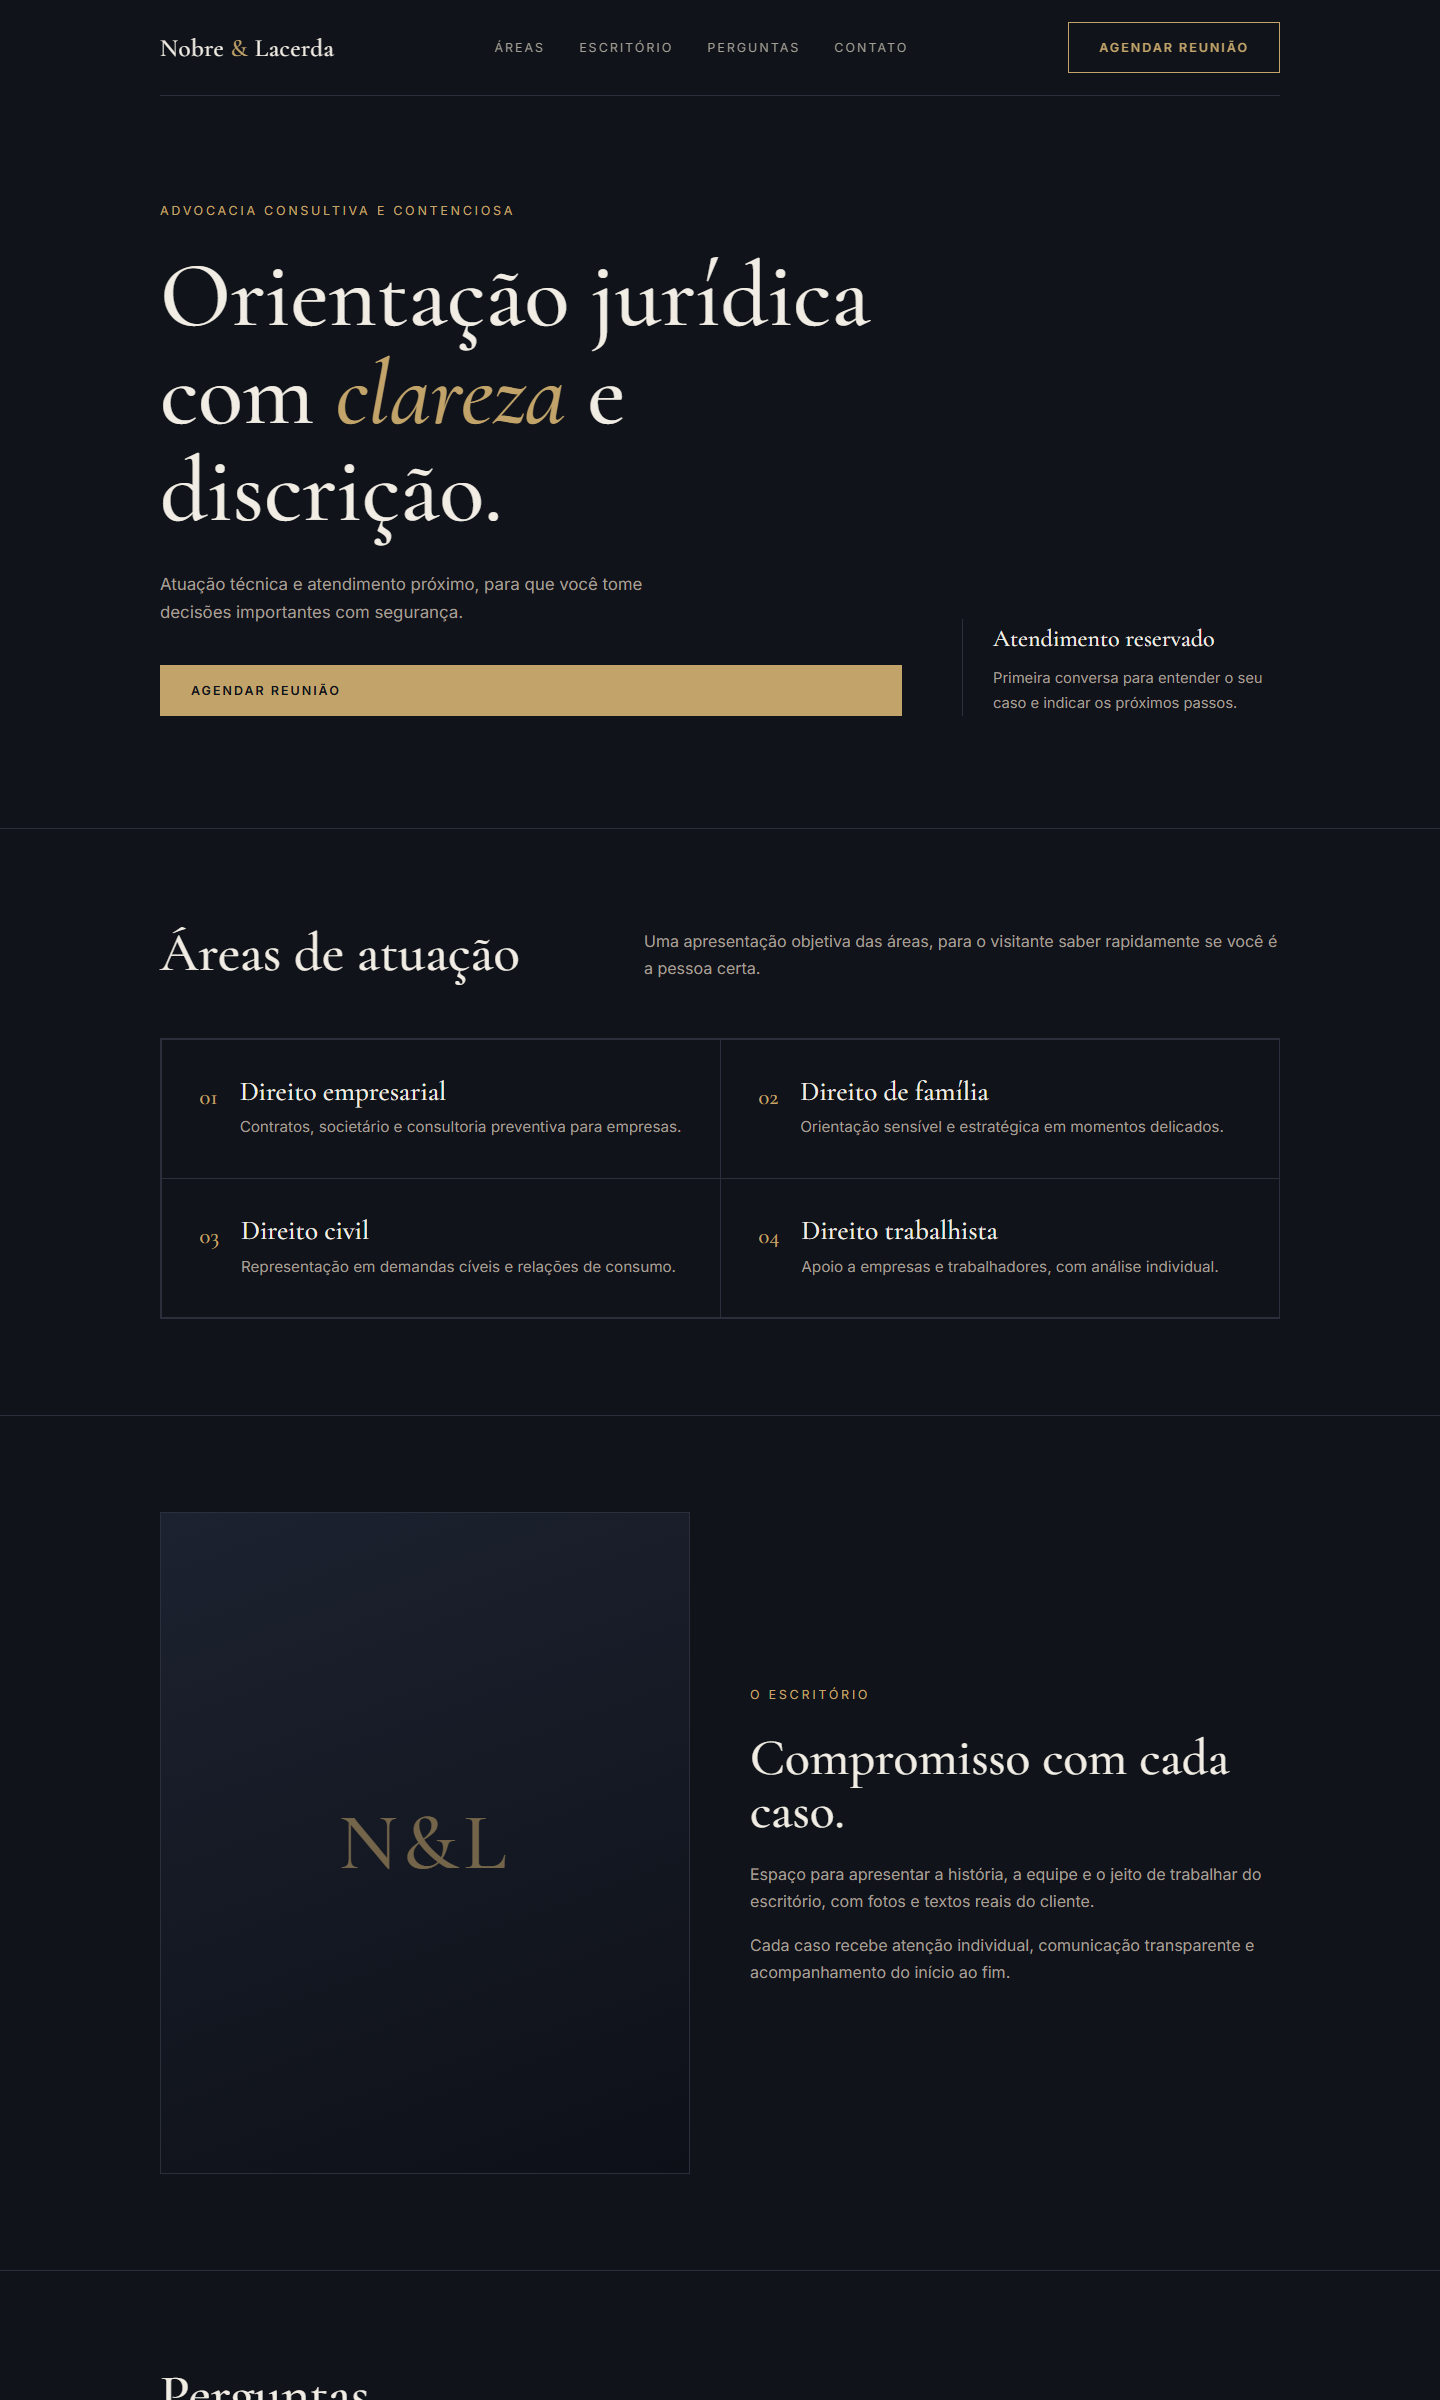 Nobre & Lacerda
ÁREAS
ESCRITÓRIO
PERGUNTAS
CONTATO
AGENDAR REUNIÃO
ADVOCACIA CONSULTIVA E CONTENCIOSA
Orientação jurídica
com clareza e
discrição.
Atuação técnica e atendimento próximo, para que você tome
decisões importantes com segurança.
AGENDAR REUNIÃO
Atendimento reservado
Primeira conversa para entender o seu
caso e indicar os próximos passos.
Áreas de atuação
Uma apresentação objetiva das áreas, para o visitante saber rapidamente se você é
a pessoa certa.
01 Direito empresarial
Contratos, societário e consultoria preventiva para empresas.
02 Direito de família
Orientação sensível e estratégica em momentos delicados.
03 Direito civil
Representação em demandas cíveis e relações de consumo.
04 Direito trabalhista
Apoio a empresas e trabalhadores, com análise individual.
N&L
O ESCRITÓRIO
Compromisso com cada
caso.
Espaço para apresentar a história, a equipe e o jeito de trabalhar do
escritório, com fotos e textos reais do cliente.
Cada caso recebe atenção individual, comunicação transparente e
acompanhamento do início ao fim.
Perguntas